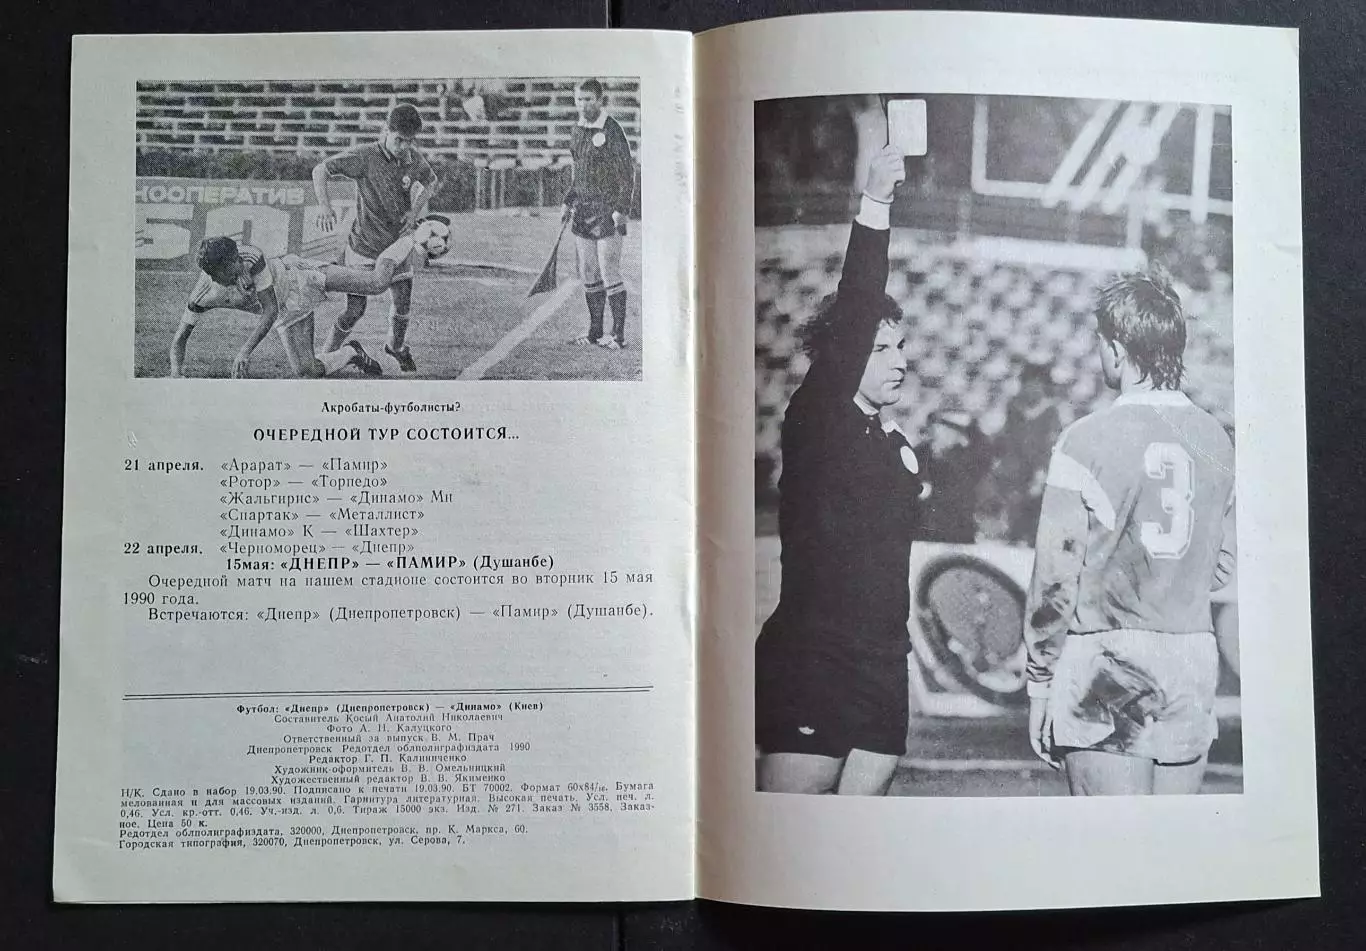 КООПЕРАТИВ
Акробаты-футболисты?
ОЧЕРЕДНОЙ ТУР СОСТОИТСЯ...
21 апреля. «Арарат» — «Памир»
«Ротор» — «Торпедо»
«Жальгирис» — «Динамо» Мн
«Спартак» — «Металлист»
«Динамо» К — «Шахтер»
22 апреля. «Черноморец» — «Днепр»
15мая: «ДНЕПР» — «ПАМИР» (Душанбе)
Очередной матч на нашем стадионе состоится во вторник 15 мая
1990 года.
Встречаются: «Днепр» (Днепропетровск) — «Памир» (Душанбе).
Футбол: «Днепр» (Днепропетровск) — «Динамо» (Киев)
Составитель Косый Анатолий Николаевич
Фото А. И. Калуцкого
Ответственный за выпуск В. М. Прач
Днепропетровск Редотдел облполиграфиздата 1990
Редактор Г. П. Калиниченко
Художник-оформитель В. В. Омельницкий
Художественный редактор В. В. Якименко
Н/К. Сдано в набор 19.03.90. Подписано к печати 19.03.90. БТ 70002. Формат 60х84/16. Бумага
мелованная и для массовых изданий. Гарнитура литературная. Высокая печать. Усл. печ. л.
0,46. Усл. кр.-отт. 0,46. Уч.-изд. л. 0,6. Тираж 15000 экз. Изд. № 271. Заказ № 3558. Заказ-
ное. Цена 50 к.
Редотдел облполиграфиздата, 320000, Днепропетровск, пр. К. Маркса, 60.
Городская типография, 320070, Днепропетровск, ул. Серова, 7.
3